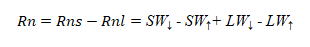 Rn = Rns − Rnl = SW↓ - SW↑+ LW↓ - LW↑